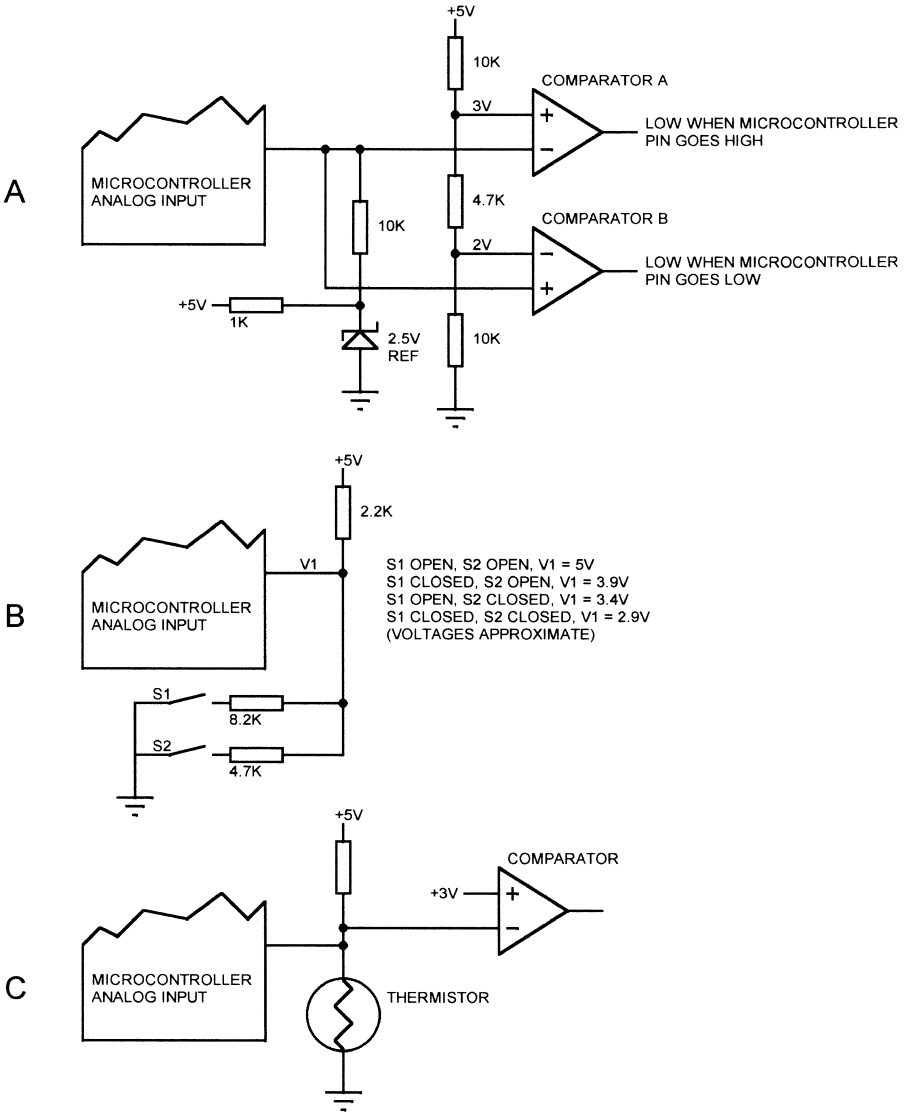 +5V
10K
COMPARATOR A
3V
+
LOW WHEN MICROCONTROLLER
PIN GOES HIGH
−
A
MICROCONTROLLER
ANALOG INPUT
10K
4.7K
COMPARATOR B
2V
−
LOW WHEN MICROCONTROLLER
PIN GOES LOW
+
+5V
1K
2.5V
REF
10K
+5V
2.2K
V1
S1 OPEN, S2 OPEN, V1 = 5V
S1 CLOSED, S2 OPEN, V1 = 3.9V
S1 OPEN, S2 CLOSED, V1 = 3.4V
S1 CLOSED, S2 CLOSED, V1 = 2.9V
(VOLTAGES APPROXIMATE)
B
MICROCONTROLLER
ANALOG INPUT
S1
8.2K
S2
4.7K
+5V
COMPARATOR
+3V
+
−
C
MICROCONTROLLER
ANALOG INPUT
THERMISTOR